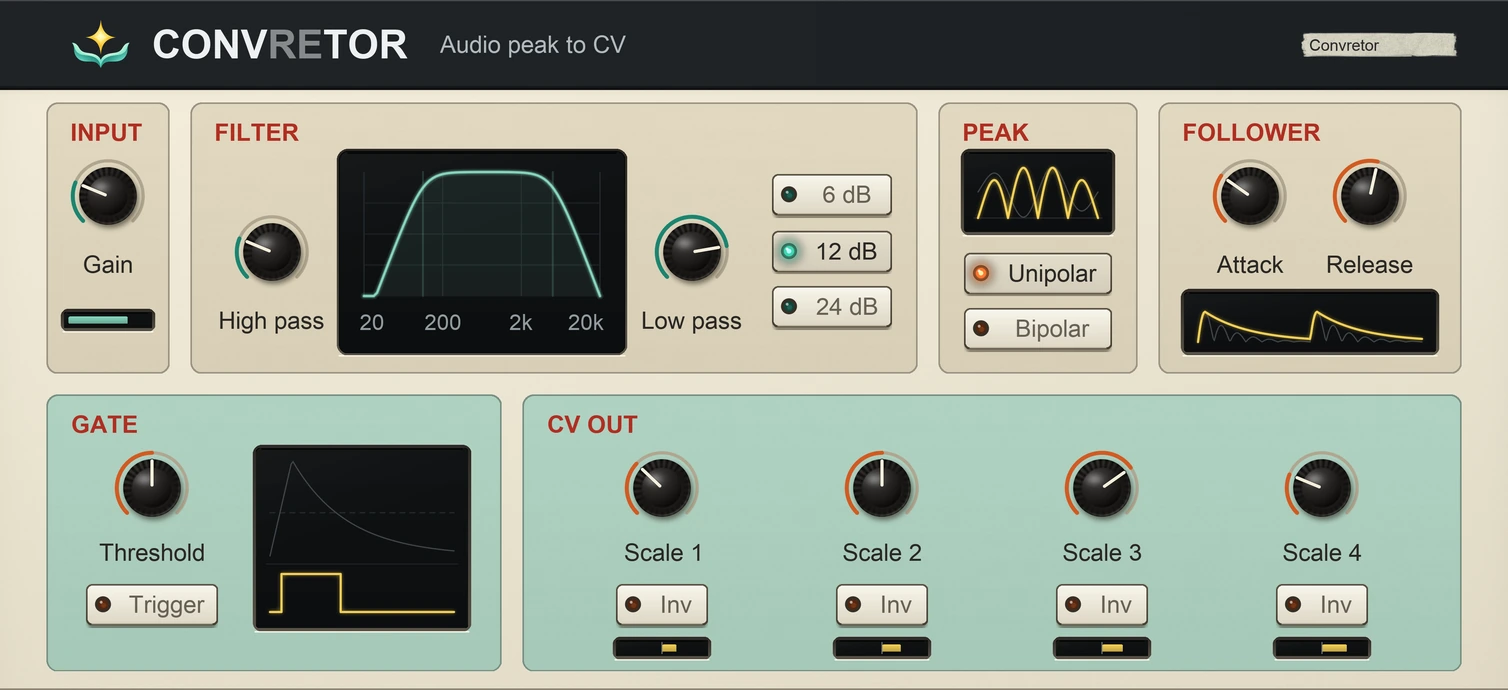 CONVRETOR Audio peak to CV
Convretor
INPUT
Gain
FILTER
High pass
20 200 2k 20k
Low pass
6 dB
12 dB
24 dB
PEAK
Unipolar
Bipolar
FOLLOWER
Attack Release
GATE
Threshold
Trigger
CV OUT
Scale 1 Scale 2 Scale 3 Scale 4
Inv Inv Inv Inv